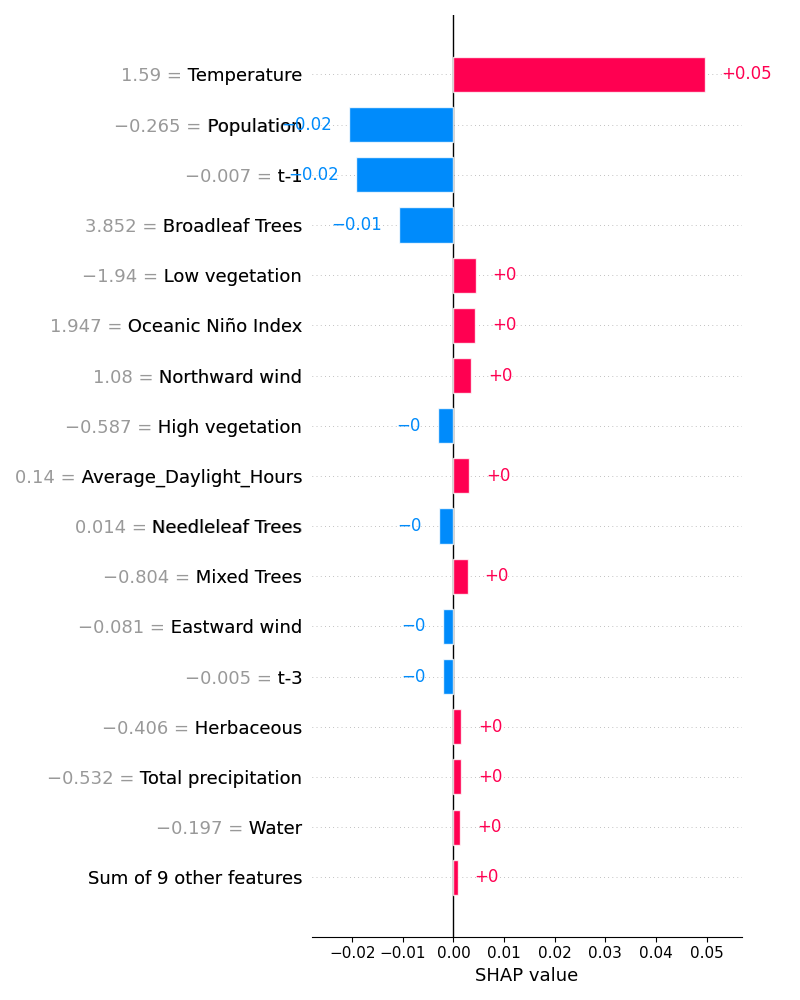 1.59 = Temperature +0.05
−0.265 = Population −0.02
−0.007 = t-1 −0.02
3.852 = Broadleaf Trees −0.01
−1.94 = Low vegetation +0
1.947 = Oceanic Niño Index +0
1.08 = Northward wind +0
−0.587 = High vegetation −0
0.14 = Average_Daylight_Hours +0
0.014 = Needleleaf Trees −0
−0.804 = Mixed Trees +0
−0.081 = Eastward wind −0
−0.005 = t-3 −0
−0.406 = Herbaceous +0
−0.532 = Total precipitation +0
−0.197 = Water +0
Sum of 9 other features +0
−0.02 −0.01 0.00 0.01 0.02 0.03 0.04 0.05
SHAP value